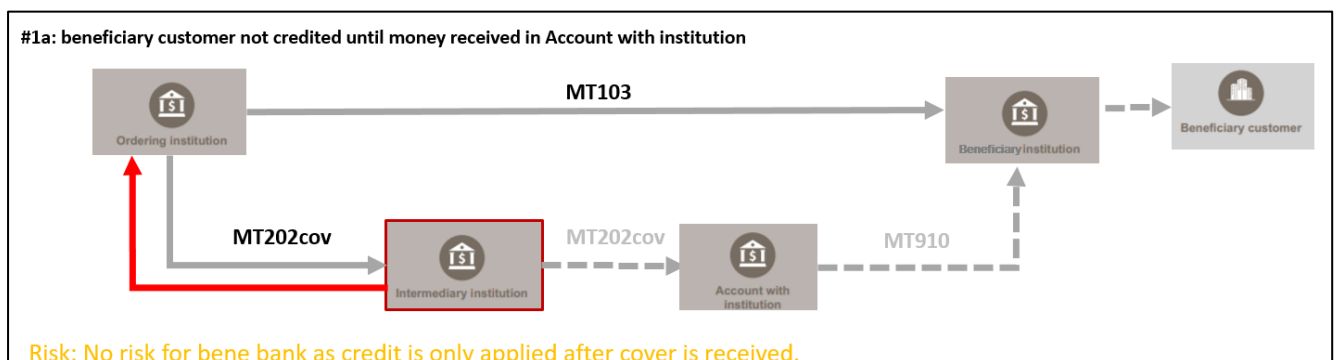 #1a: beneficiary customer not credited until money received in Account with institution
MT103
Ordering institution
Beneficiaryinstitution
Beneficiary customer
MT202cov
MT202cov
MT910
Intermediary institution
Account with
institution
Risk: No risk for bene bank as credit is only applied after cover is received.